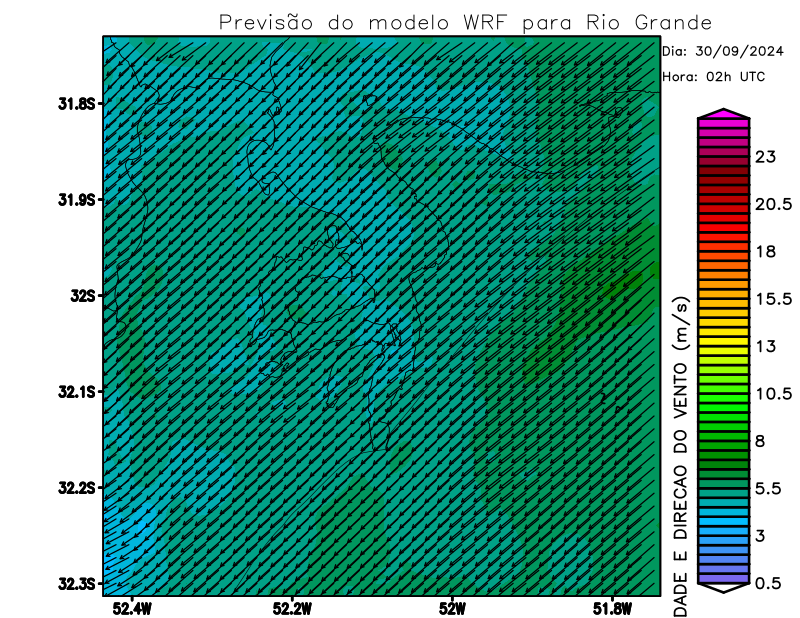 Previsão do modelo WRF para Rio Grande
Dia: 30/09/2024
Hora: 02h UTC
31.8S
31.9S
32S
32.1S
32.2S
32.3S
52.4W
52.2W
52W
51.8W
DADE E DIRECAO DO VENTO (m/s)
23
20.5
18
15.5
13
10.5
8
5.5
3
0.5